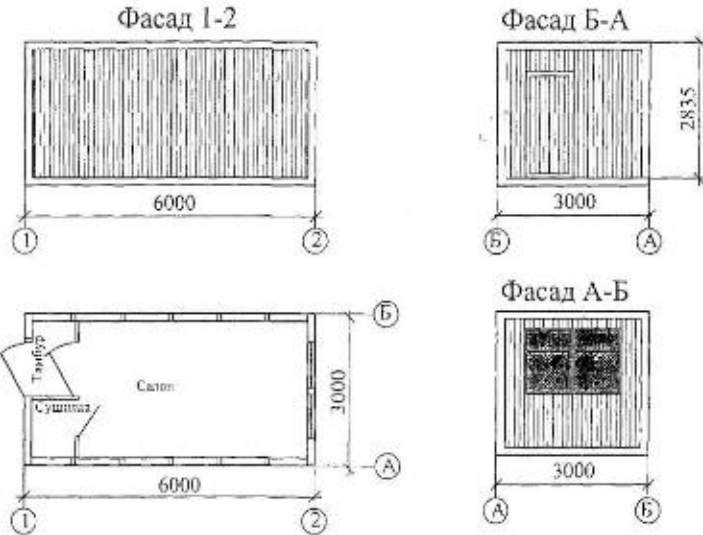 Фасад 1-2
6000
1
2
Фасад Б-А
2835
3000
Б
А
Тамбур
Сушилка
Салон
Б
3000
А
6000
1
2
Фасад А-Б
3000
А
Б